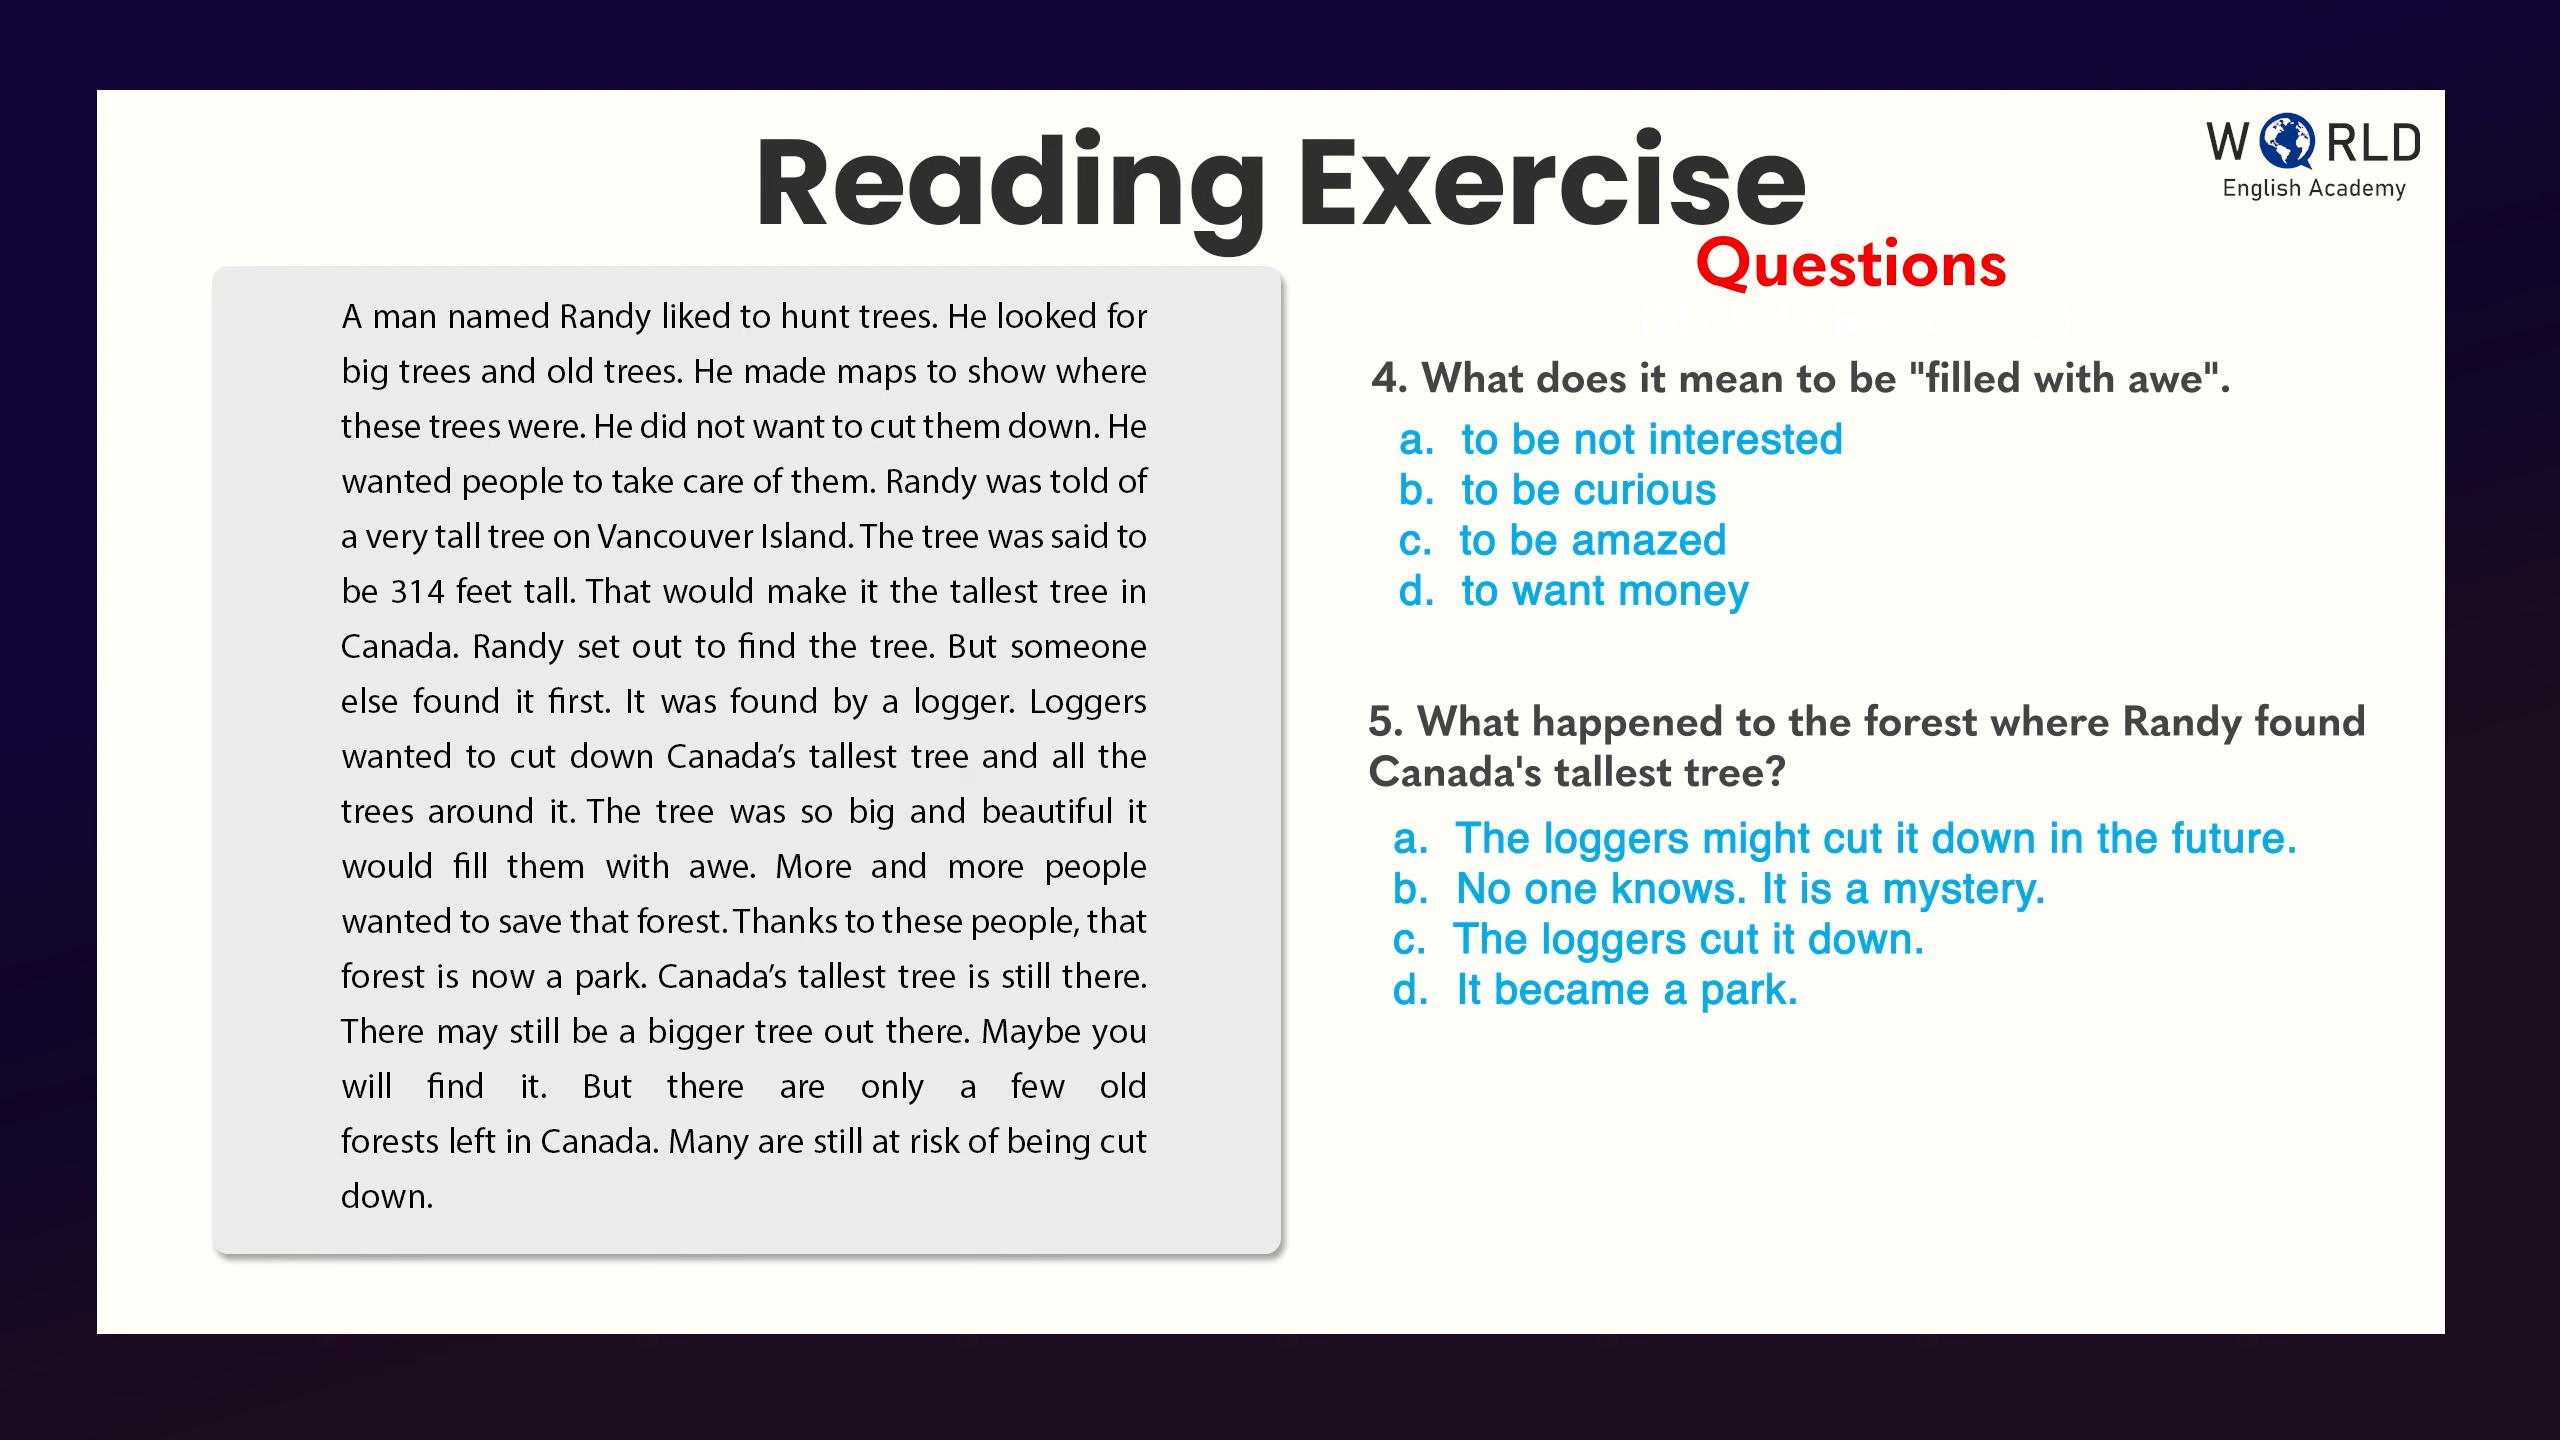 Reading Exercise
W RLD
English Academy
A man named Randy liked to hunt trees. He looked for
big trees and old trees. He made maps to show where
these trees were. He did not want to cut them down. He
wanted people to take care of them. Randy was told of
a very tall tree on Vancouver Island. The tree was said to
be 314 feet tall. That would make it the tallest tree in
Canada. Randy set out to find the tree. But someone
else found it first. It was found by a logger. Loggers
wanted to cut down Canada’s tallest tree and all the
trees around it. The tree was so big and beautiful it
would fill them with awe. More and more people
wanted to save that forest. Thanks to these people, that
forest is now a park. Canada’s tallest tree is still there.
There may still be a bigger tree out there. Maybe you
will find it. But there are only a few old
forests left in Canada. Many are still at risk of being cut
down.
Questions
4. What does it mean to be "filled with awe".
a. to be not interested
b. to be curious
c. to be amazed
d. to want money
5. What happened to the forest where Randy found
Canada's tallest tree?
a. The loggers might cut it down in the future.
b. No one knows. It is a mystery.
c. The loggers cut it down.
d. It became a park.